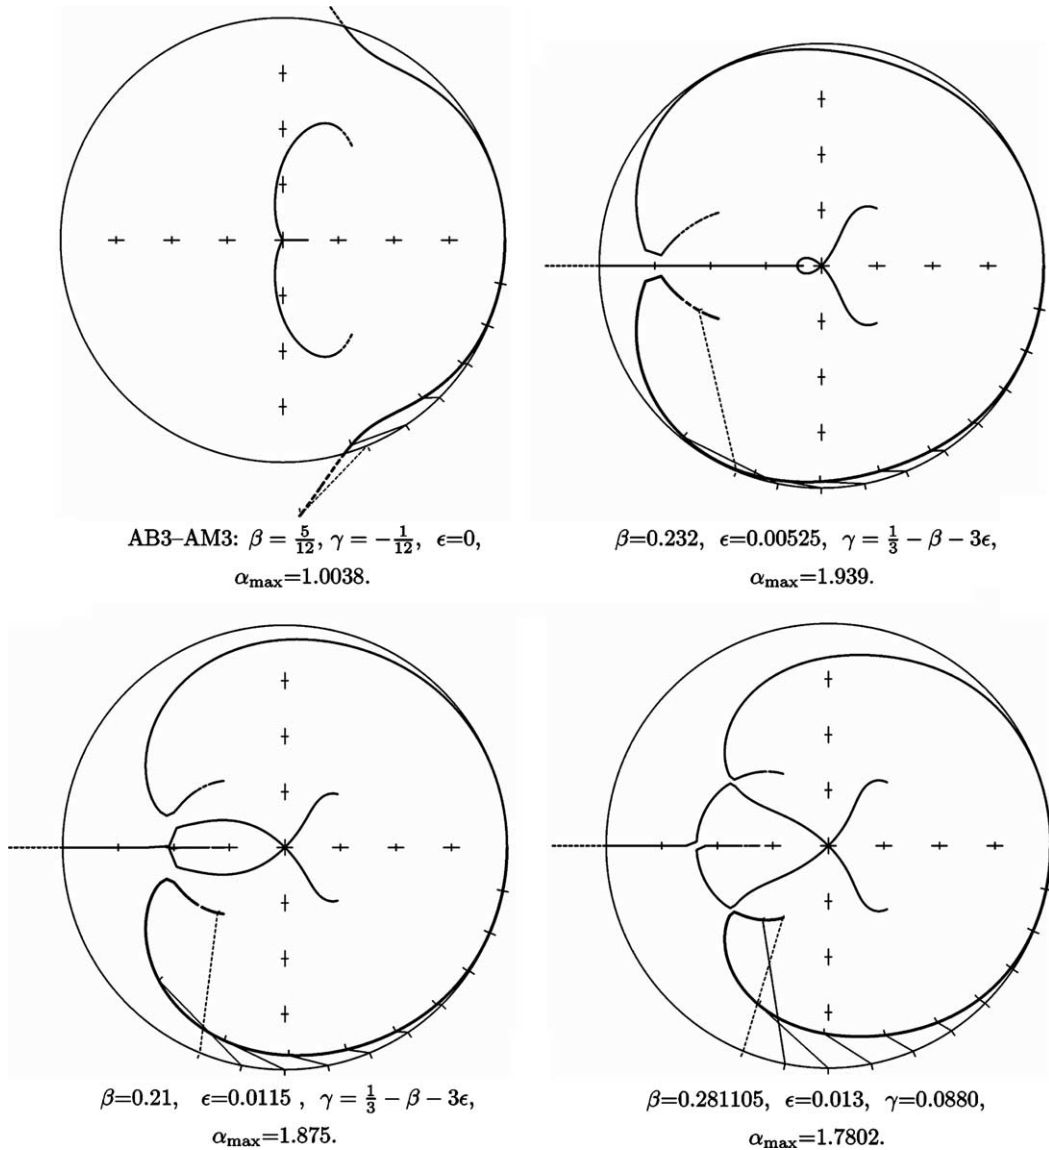 AB3–AM3: β = 5/12, γ = −1/12, ϵ=0,
α_max=1.0038.
β=0.232, ϵ=0.00525, γ = 1/3 − β − 3ϵ,
α_max=1.939.
β=0.21, ϵ=0.0115 , γ = 1/3 − β − 3ϵ,
α_max=1.875.
β=0.281105, ϵ=0.013, γ=0.0880,
α_max=1.7802.